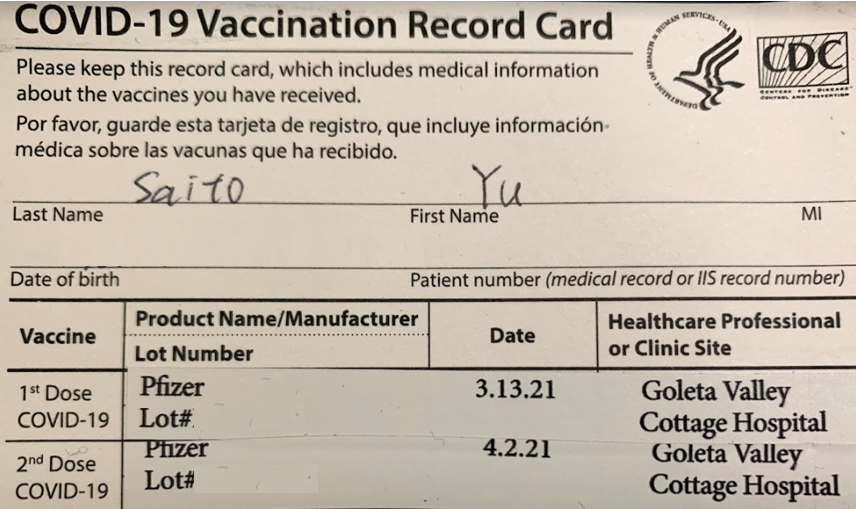 COVID-19 Vaccination Record Card
Please keep this record card, which includes medical information
about the vaccines you have received.
Por favor, guarde esta tarjeta de registro, que incluye información
médica sobre las vacunas que ha recibido.
DEPARTMENT OF HEALTH & HUMAN SERVICES · USA
CDC
CENTERS FOR DISEASE
CONTROL AND PREVENTION
Saito Yu
Last Name First Name MI
Date of birth Patient number (medical record or IIS record number)
Vaccine
Product Name/Manufacturer
Lot Number
Date
Healthcare Professional
or Clinic Site
1st Dose
COVID-19
Pfizer
Lot#
3.13.21
Goleta Valley
Cottage Hospital
2nd Dose
COVID-19
Pfizer
Lot#
4.2.21
Goleta Valley
Cottage Hospital